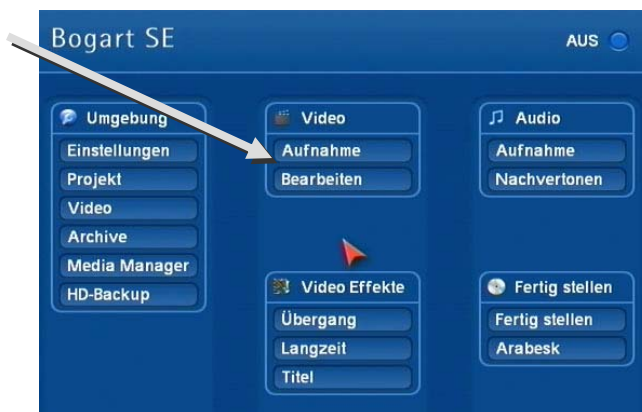 Bogart SE
AUS
Umgebung
Einstellungen
Projekt
Video
Archive
Media Manager
HD-Backup
Video
Aufnahme
Bearbeiten
Audio
Aufnahme
Nachvertonen
Video Effekte
Übergang
Langzeit
Titel
Fertig stellen
Fertig stellen
Arabesk